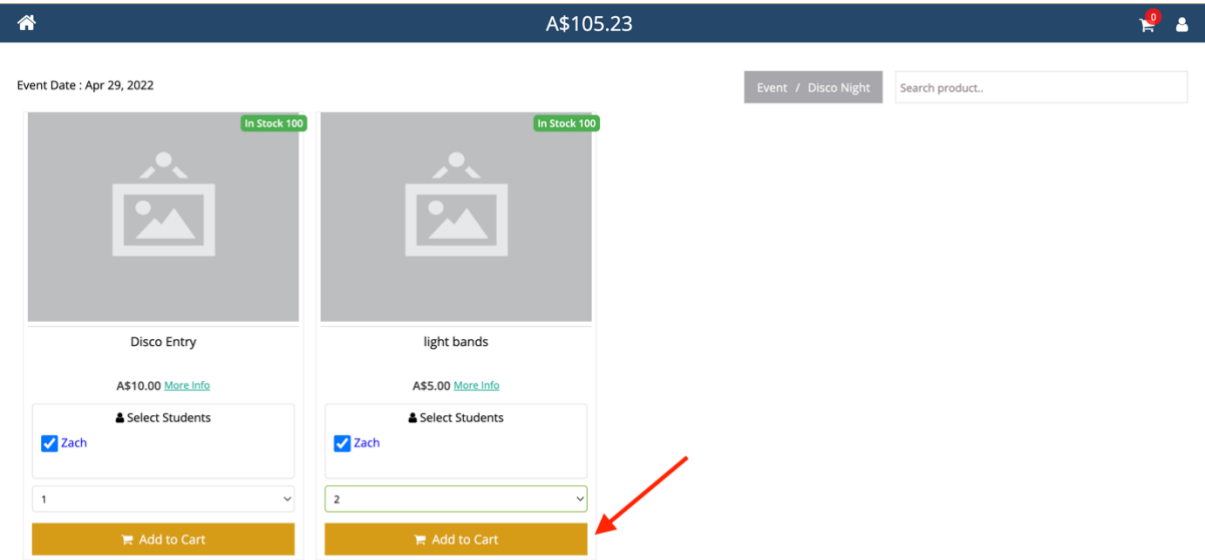 A$105.23
0
Event Date : Apr 29, 2022
Event / Disco Night
Search product..
In Stock 100
Disco Entry
A$10.00 More Info
Select Students
Zach
1
Add to Cart
In Stock 100
light bands
A$5.00 More Info
Select Students
Zach
2
Add to Cart